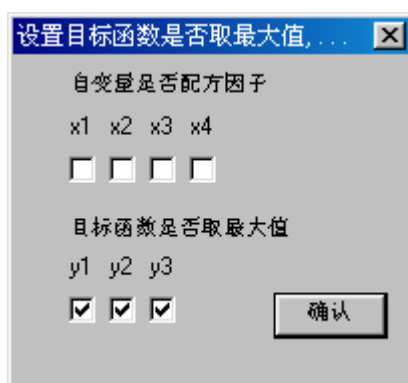 设置目标函数是否取最大值,...
自变量是否配方因子
x1 x2 x3 x4
目标函数是否取最大值
y1 y2 y3
确认